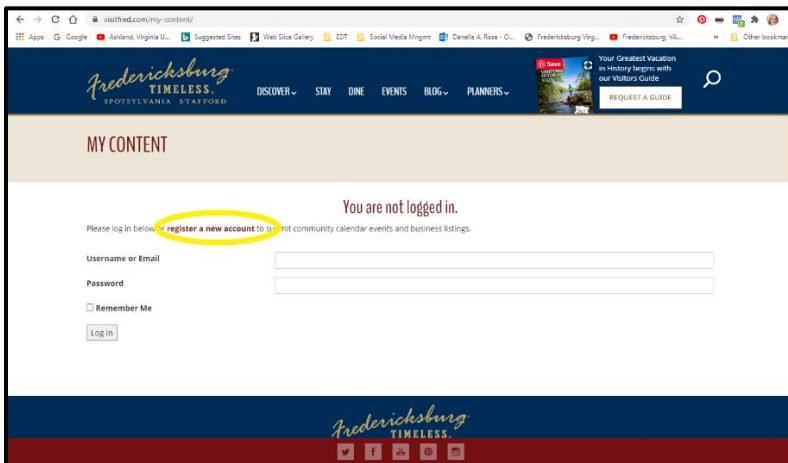 visitfred.com/my-content/
Apps Google Ashland, Virginia U... Suggested Sites Web Slice Gallery EDT Social Media Mngmt Danelle A. Rose - O... Fredericksburg Virg... Fredericksburg, VA... Other bookmar
Fredericksburg
TIMELESS.
SPOTSYLVANIA STAFFORD
DISCOVER STAY DINE EVENTS BLOG PLANNERS
Save
Your Greatest Vacation
in History begins with
our Visitors Guide
REQUEST A GUIDE
MY CONTENT
You are not logged in.
Please log in below or register a new account to submit community calendar events and business listings.
Username or Email
Password
Remember Me
Log in
Fredericksburg
TIMELESS.